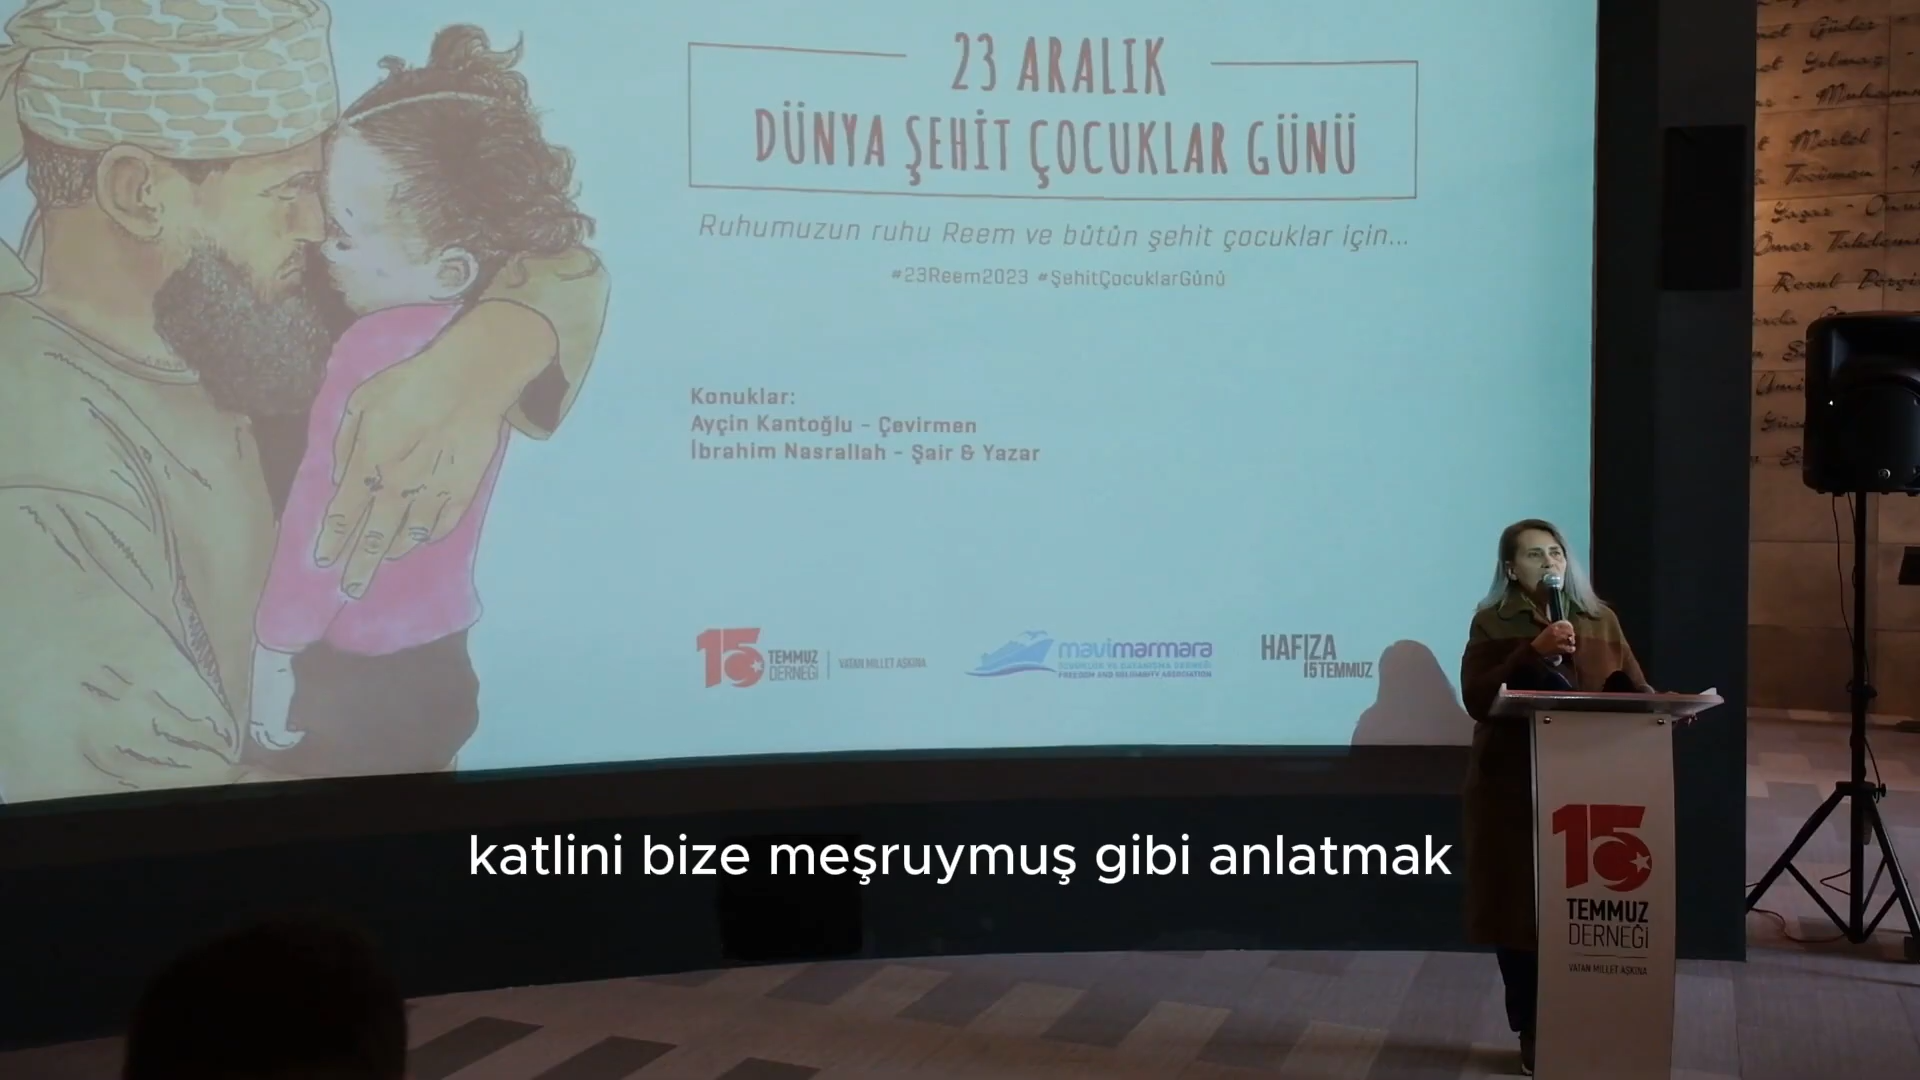 23 ARALIK
DÜNYA ŞEHİT ÇOCUKLAR GÜNÜ
Ruhumuzun ruhu Reem ve bütün şehit çocuklar için...
#23Reem2023 #ŞehitÇocuklarGünü
Konuklar:
Ayçin Kantoğlu - Çevirmen
İbrahim Nasrallah - Şair & Yazar
15 TEMMUZ DERNEĞİ
VATAN MİLLET AŞKINA
mavimarmara
FREEDOM AND SOLIDARITY ASSOCIATION
HAFIZA
15 TEMMUZ
katlini bize meşruymuş gibi anlatmak
15
TEMMUZ
DERNEĞİ
VATAN MİLLET AŞKINA